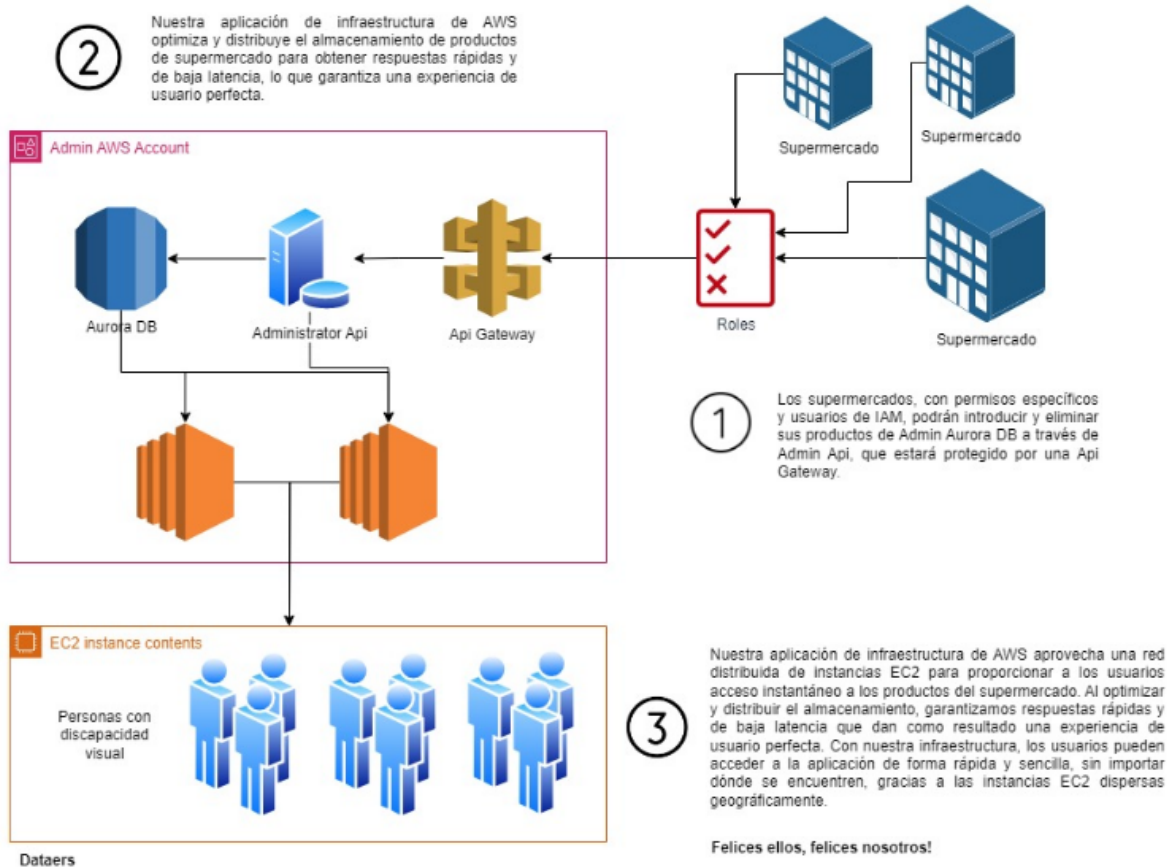 2
Nuestra aplicación de infraestructura de AWS
optimiza y distribuye el almacenamiento de productos
de supermercado para obtener respuestas rápidas y
de baja latencia, lo que garantiza una experiencia de
usuario perfecta.
Supermercado
Supermercado
Admin AWS Account
Aurora DB
Administrator Api
Api Gateway
Roles
Supermercado
1
Los supermercados, con permisos específicos
y usuarios de IAM, podrán introducir y eliminar
sus productos de Admin Aurora DB a través de
Admin Api, que estará protegido por una Api
Gateway.
EC2 instance contents
Personas con
discapacidad
visual
3
Nuestra aplicación de infraestructura de AWS aprovecha una red
distribuida de instancias EC2 para proporcionar a los usuarios
acceso instantáneo a los productos del supermercado. Al optimizar
y distribuir el almacenamiento, garantizamos respuestas rápidas y
de baja latencia que dan como resultado una experiencia de
usuario perfecta. Con nuestra infraestructura, los usuarios pueden
acceder a la aplicación de forma rápida y sencilla, sin importar
dónde se encuentren, gracias a las instancias EC2 dispersas
geográficamente.
Felices ellos, felices nosotros!
Dataers